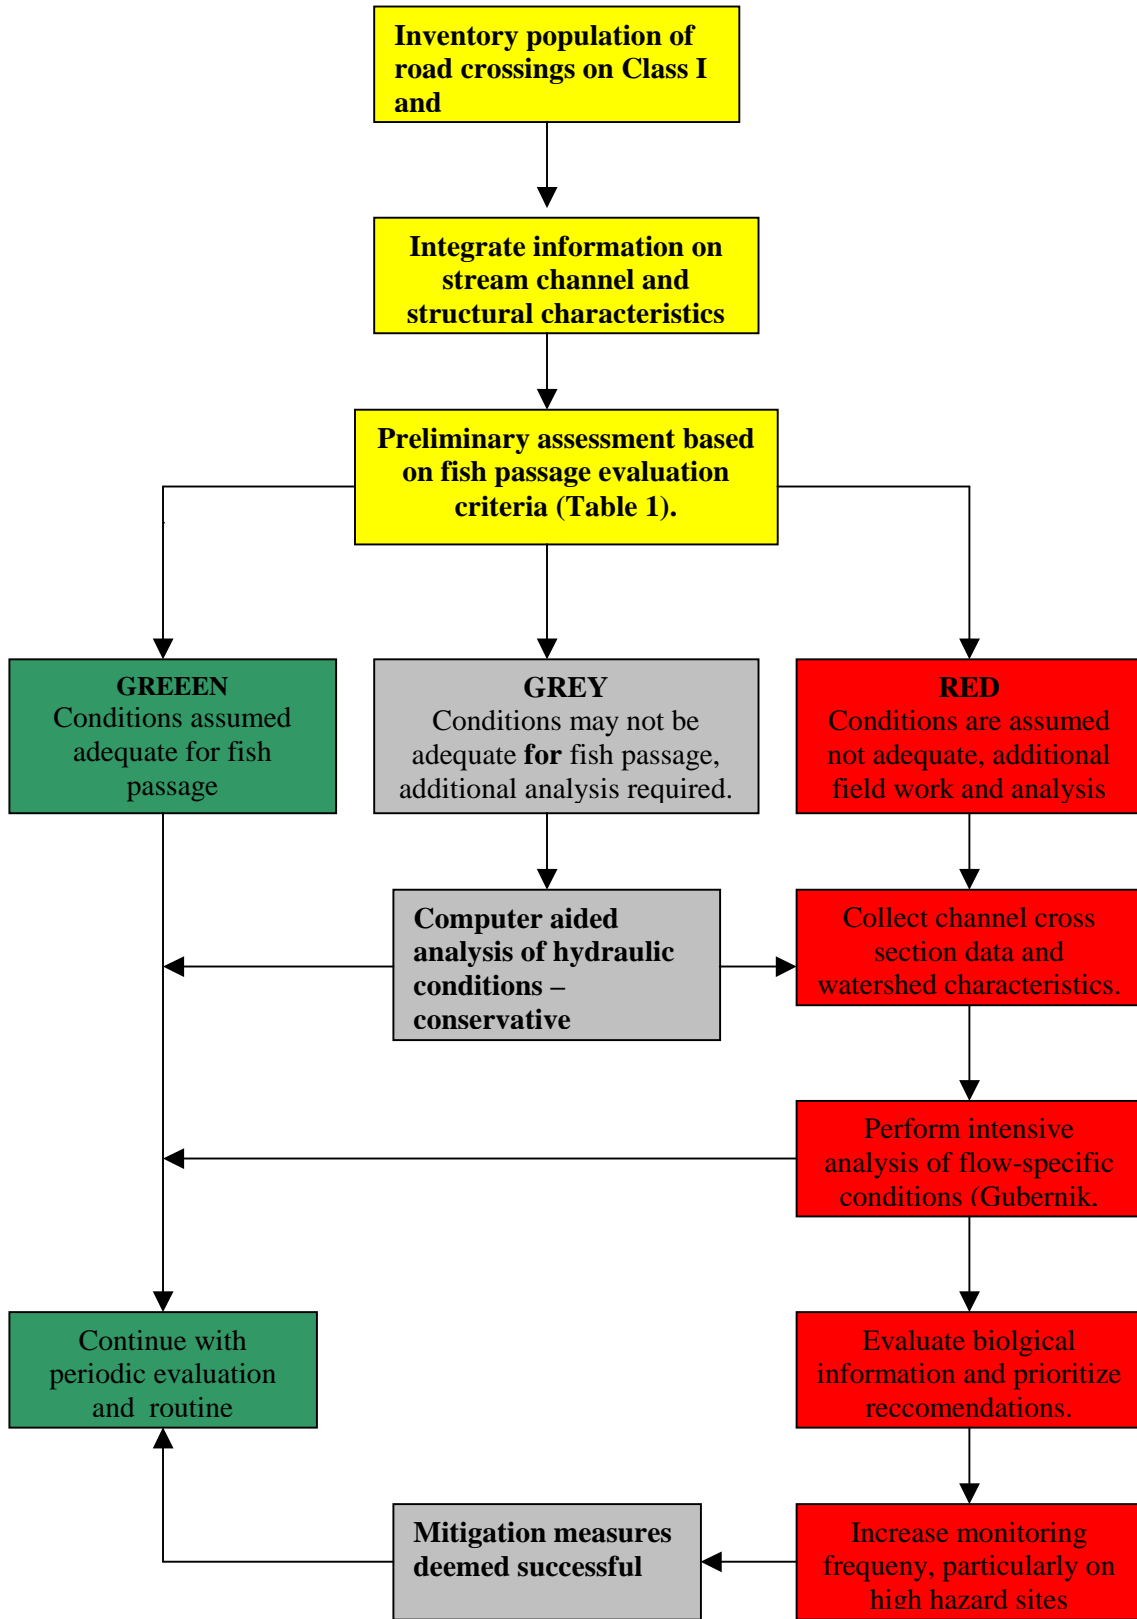 Inventory population of
road crossings on Class I
and
Integrate information on
stream channel and
structural characteristics
Preliminary assessment based
on fish passage evaluation
criteria (Table 1).
GREEEN
Conditions assumed
adequate for fish
passage
GREY
Conditions may not be
adequate for fish passage,
additional analysis required.
RED
Conditions are assumed
not adequate, additional
field work and analysis
Computer aided
analysis of hydraulic
conditions –
conservative
Collect channel cross
section data and
watershed characteristics.
Perform intensive
analysis of flow-specific
conditions (Gubernik,
Continue with
periodic evaluation
and  routine
Evaluate biolgical
information and prioritize
reccomendations.
Mitigation measures
deemed successful
Increase monitoring
frequeny, particularly on
high hazard sites